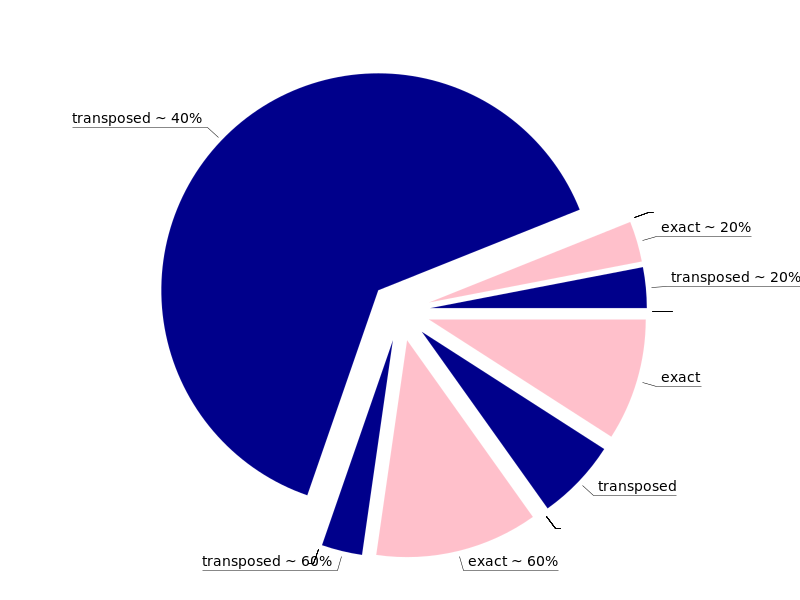 transposed ~ 40%
exact ~ 20%
transposed ~ 20%
exact
transposed
transposed ~ 60%
exact ~ 60%